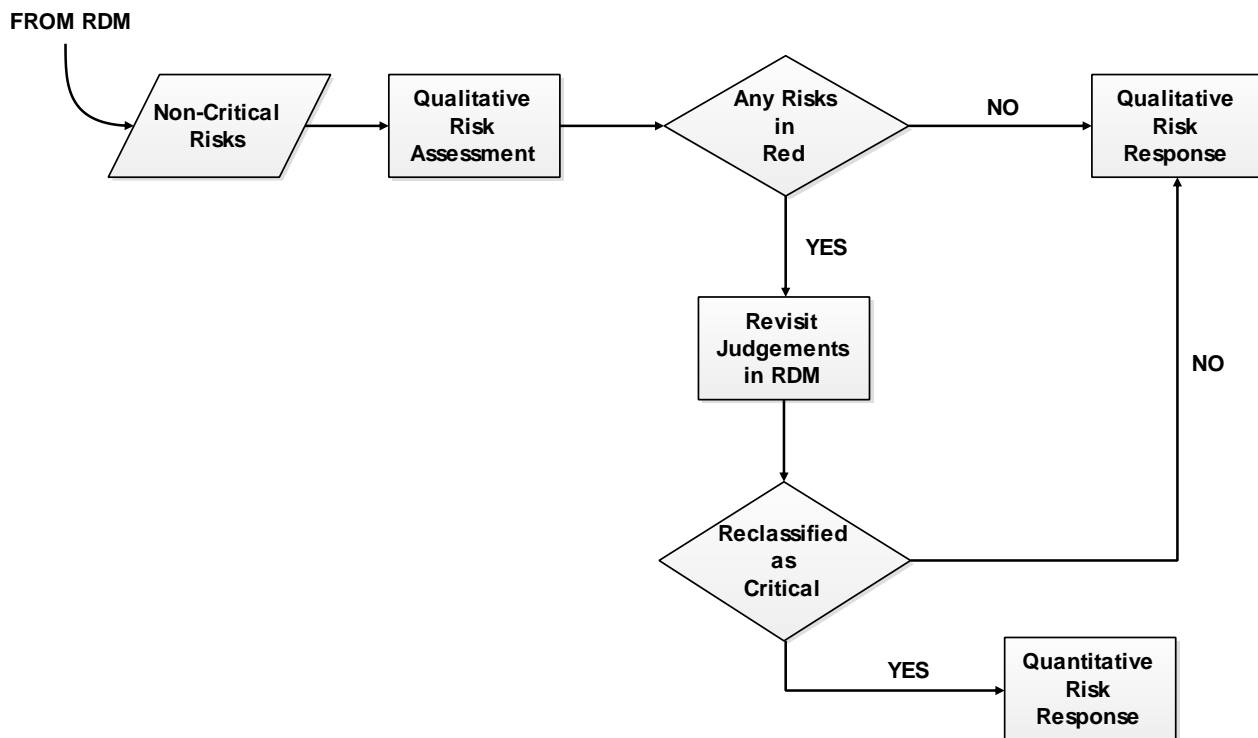 FROM RDM
Non-Critical
Risks
Qualitative
Risk
Assessment
Any Risks
in
Red
NO
Qualitative
Risk
Response
YES
Revisit
Judgements
in RDM
NO
Reclassified
as
Critical
YES
Quantitative
Risk
Response